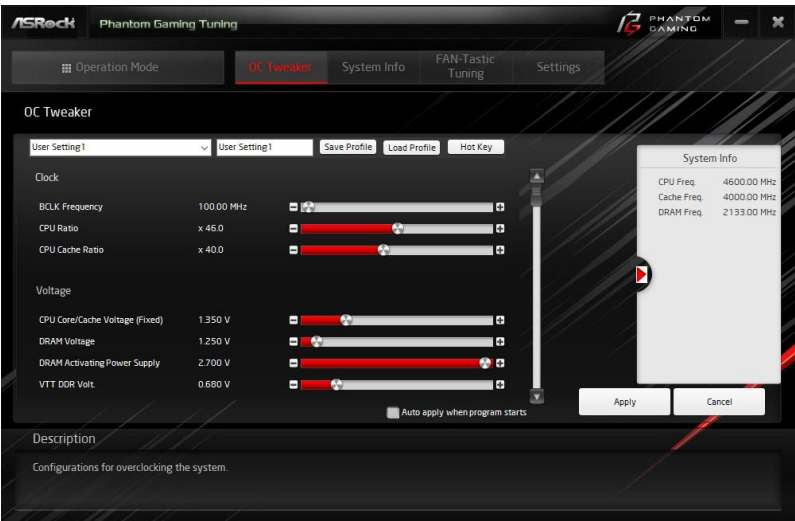 ASRock
Phantom Gaming Tuning
PHANTOM
GAMING
Operation Mode
OC Tweaker
System Info
FAN-Tastic
Tuning
Settings
OC Tweaker
User Setting1
User Setting1
Save Profile
Load Profile
Hot Key
System Info
Clock
CPU Freq. 4600.00 MHz
Cache Freq. 4000.00 MHz
DRAM Freq. 2133.00 MHz
BCLK Frequency 100.00 MHz
CPU Ratio x 46.0
CPU Cache Ratio x 40.0
Voltage
CPU Core/Cache Voltage (Fixed) 1.350 V
DRAM Voltage 1.250 V
DRAM Activating Power Supply 2.700 V
VTT DDR Volt. 0.680 V
Auto apply when program starts
Apply
Cancel
Description
Configurations for overclocking the system.